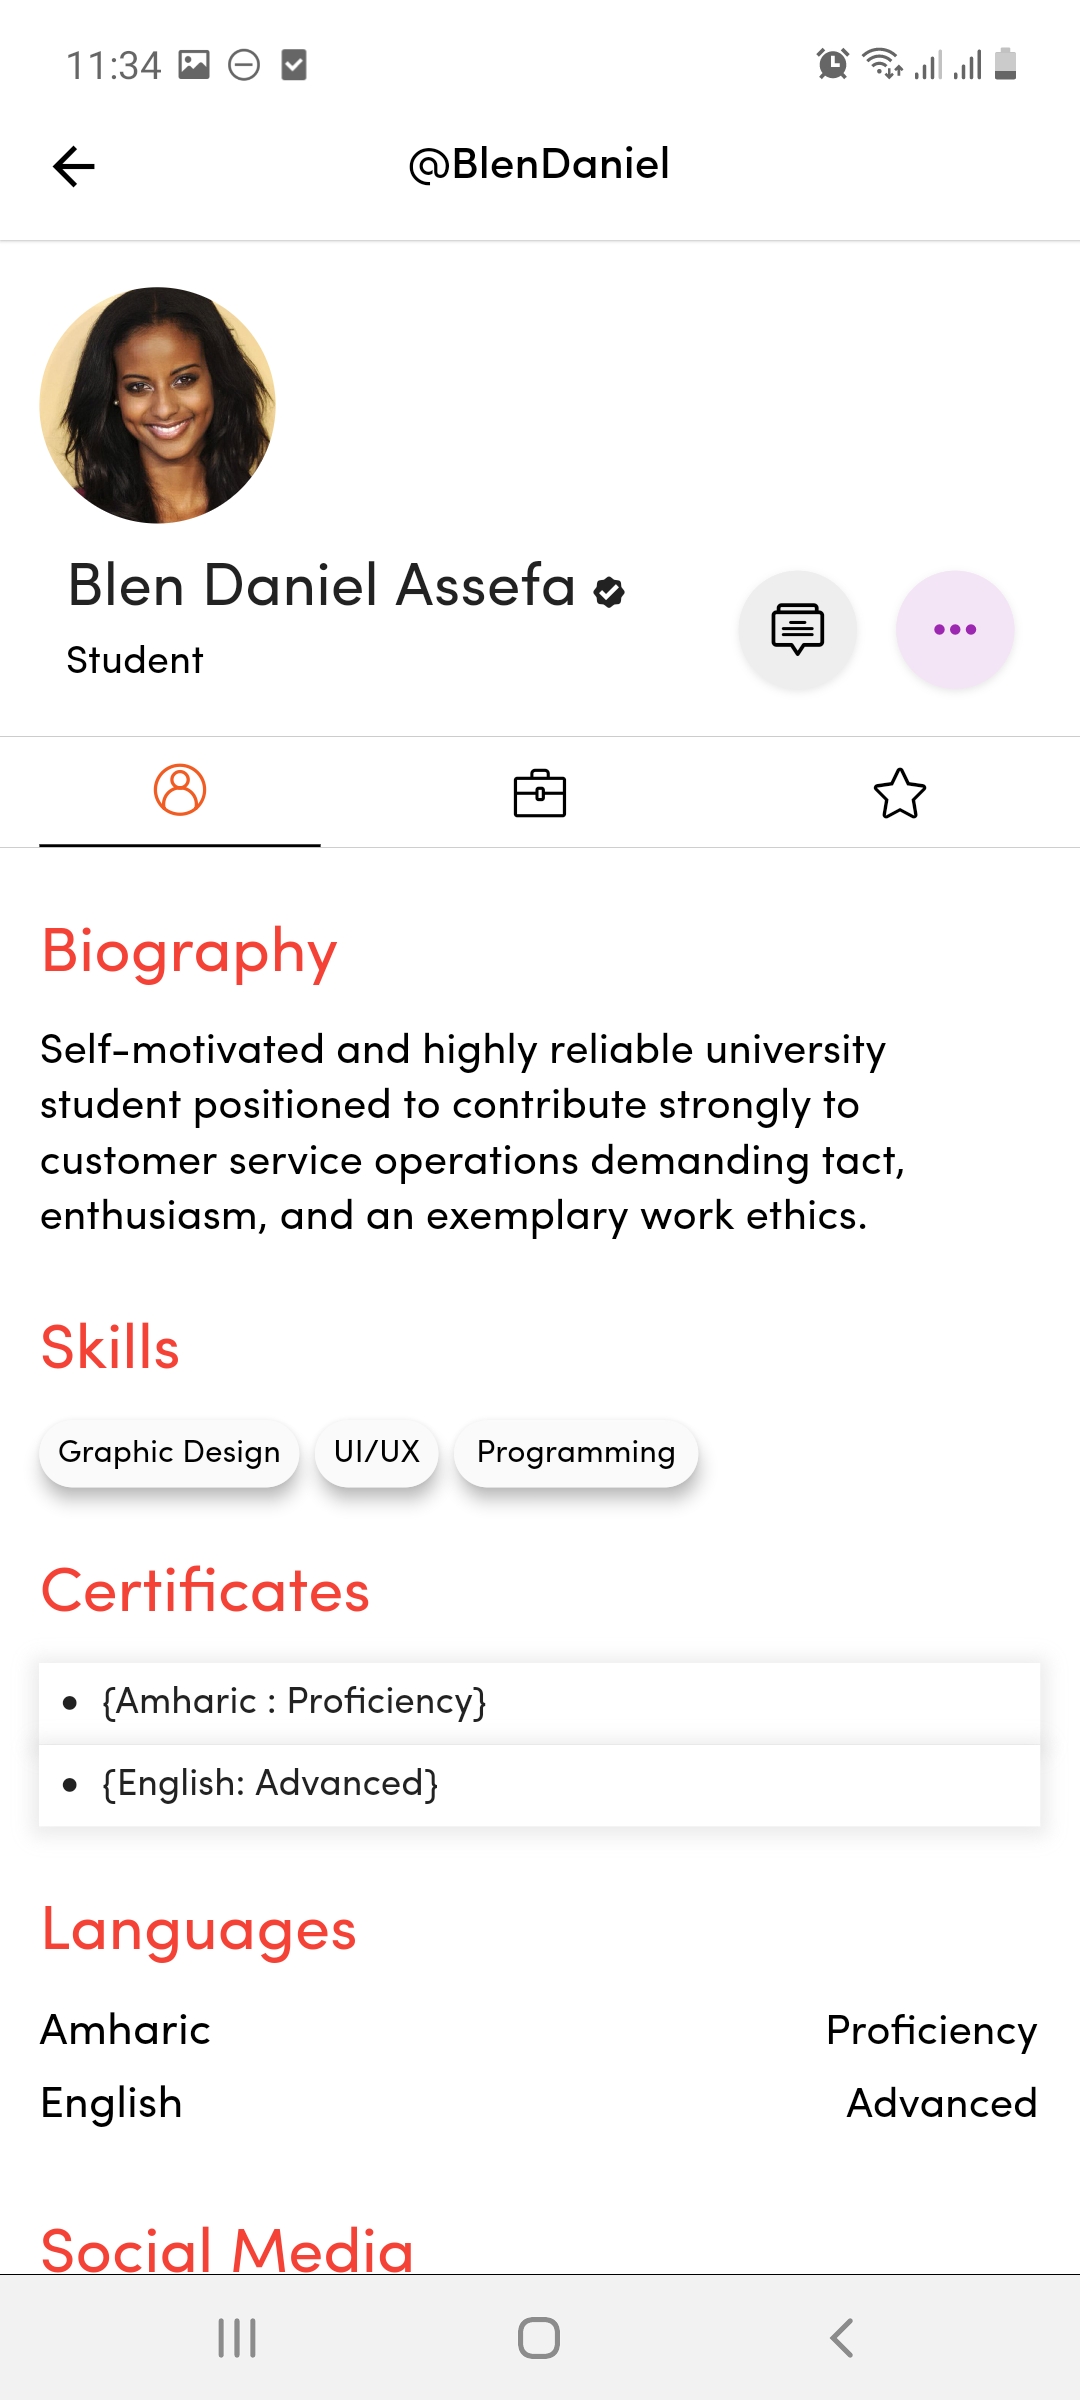 11:34
@BlenDaniel
Blen Daniel Assefa
Student
Biography
Self-motivated and highly reliable university
student positioned to contribute strongly to
customer service operations demanding tact,
enthusiasm, and an exemplary work ethics.
Skills
Graphic Design UI/UX Programming
Certificates
• {Amharic : Proficiency}
• {English: Advanced}
Languages
Amharic Proficiency
English Advanced
Social Media